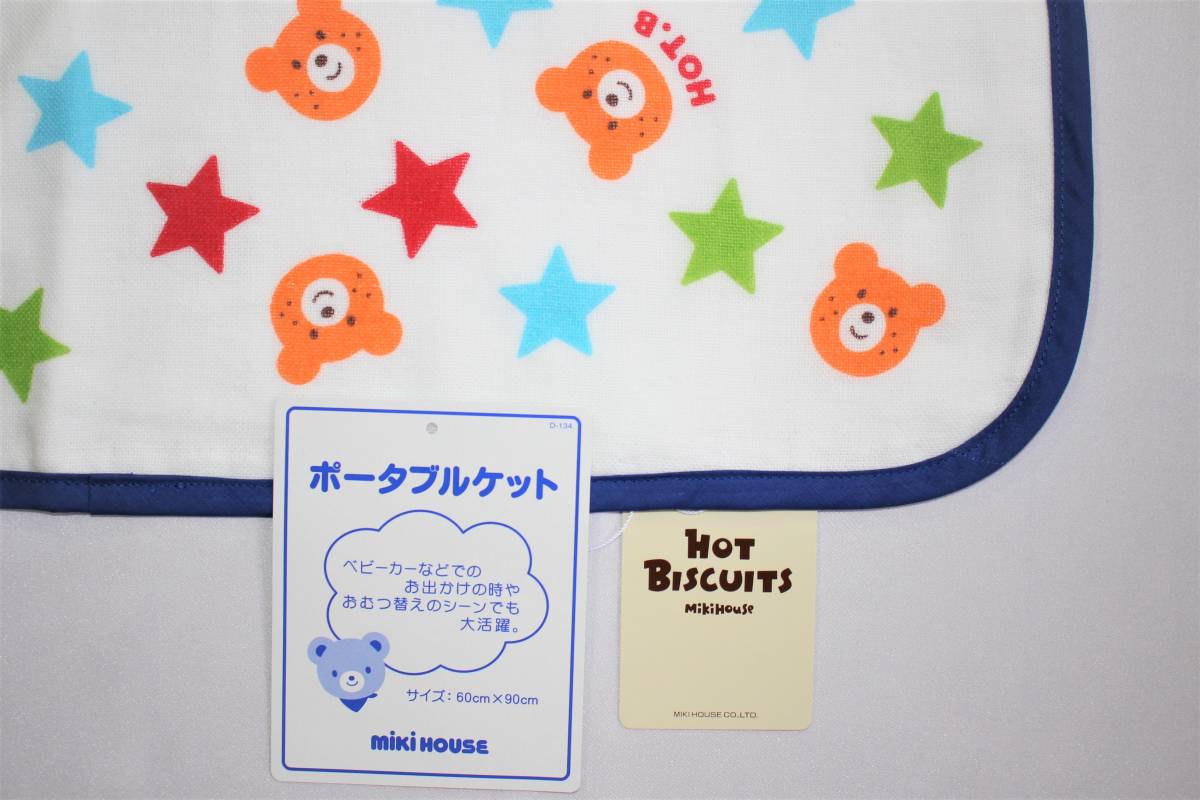 HOT.B
D-134
ポータブルケット
ベビーカーなどでの
お出かけの時や
おむつ替えのシーンでも
大活躍。
サイズ：60cm×90cm
miki HOUSE
HOT
BISCUITS
MiKiHOUSE
MIKI HOUSE CO.,LTD.